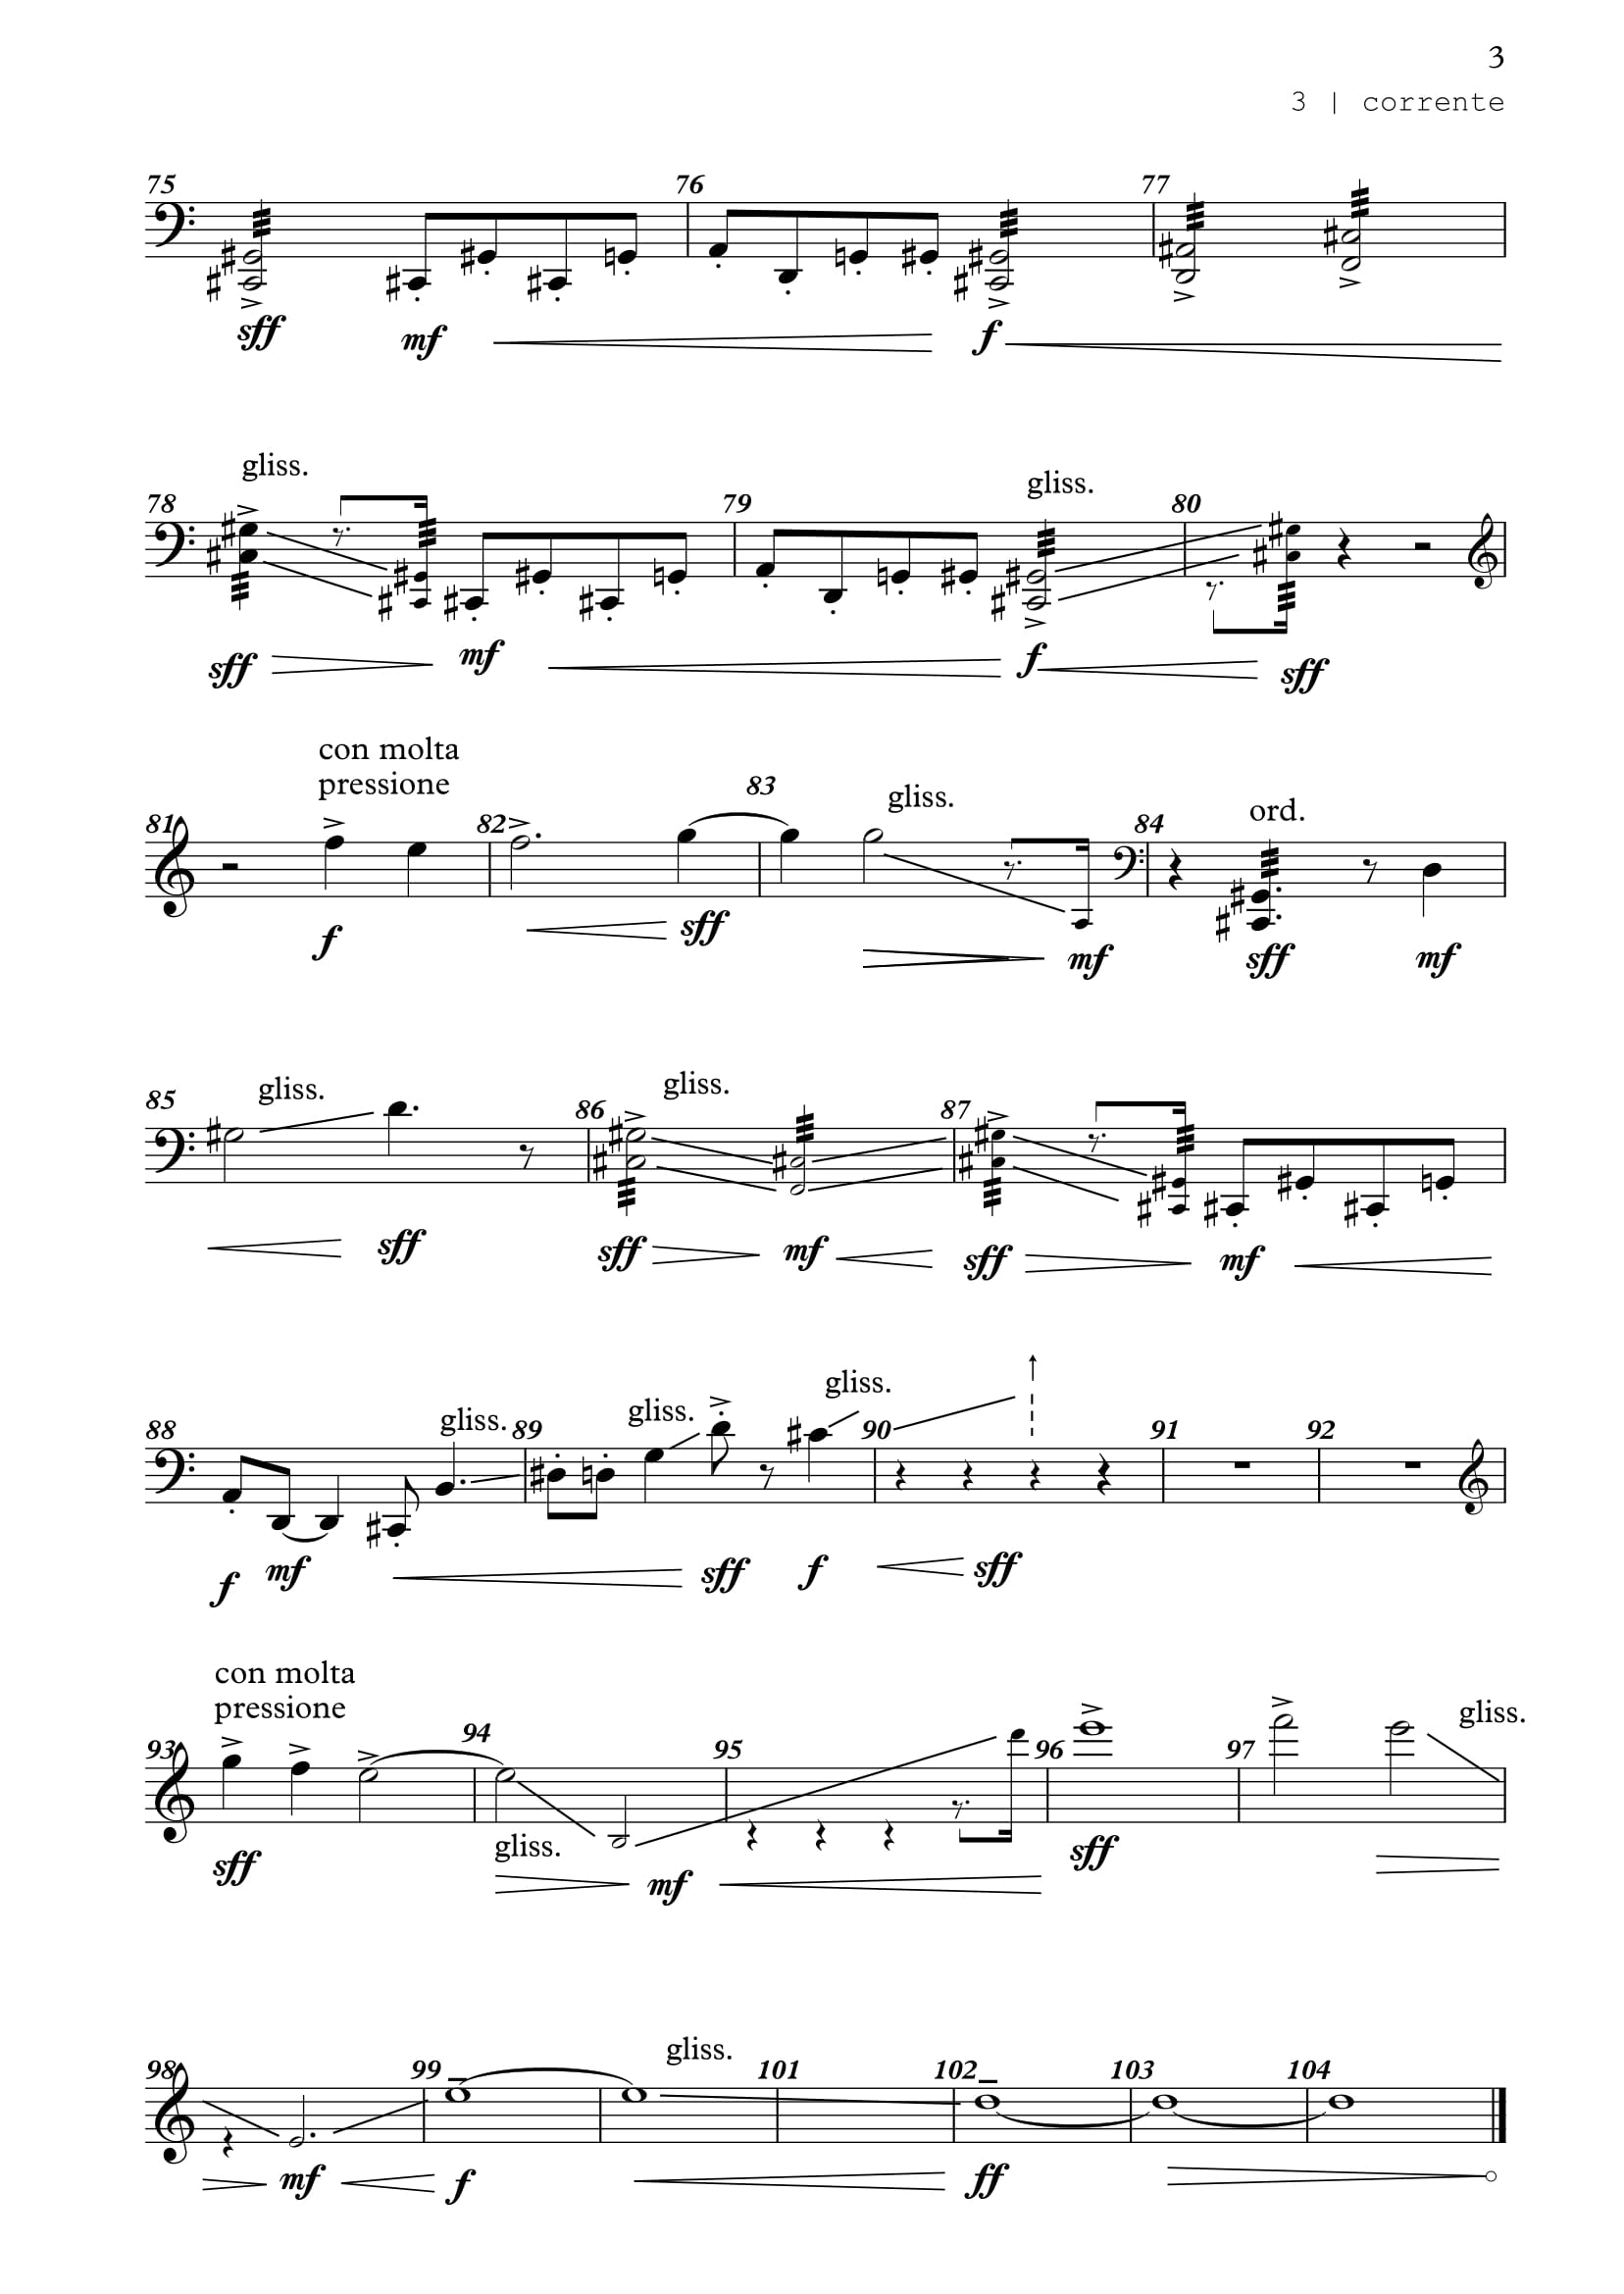 3
3 | corrente
75 76 77
sff mf f
gliss. gliss.
78 79 80
sff mf f sff
con molta
pressione gliss. ord.
81 82 83 84
f sff mf sff mf
gliss. gliss.
85 86 87
sff sff mf sff mf
gliss. gliss. gliss.
88 89 90 91 92
f mf sff f sff
con molta
pressione gliss.
93 94 95 96 97
gliss.
sff mf sff
gliss.
98 99 101 102 103 104
mf f ff